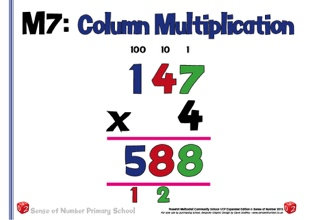 M7: Column Multiplication
100 10 1
147
x 4
588
1 2
Sense of Number Primary School